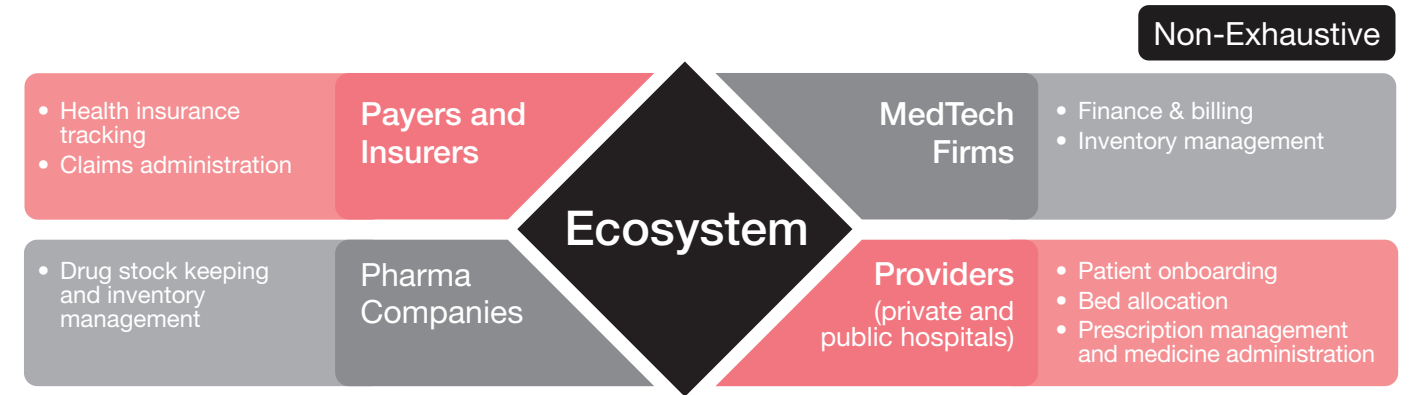 Non-Exhaustive
• Health insurance
tracking
• Claims administration
Payers and
Insurers
MedTech
Firms
• Finance & billing
• Inventory management
Ecosystem
• Drug stock keeping
and inventory
management
Pharma
Companies
Providers
(private and
public hospitals)
• Patient onboarding
• Bed allocation
• Prescription management
and medicine administration